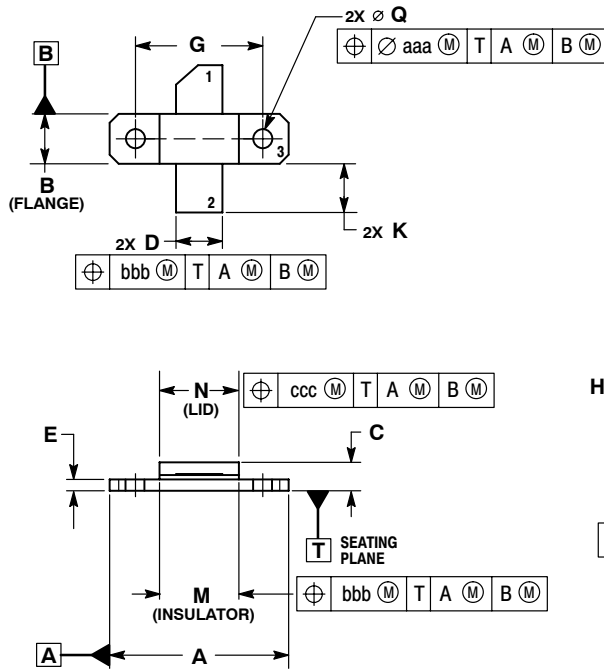 2X ⌀ Q
G
⌖ ⌀ aaa Ⓜ T A Ⓜ B Ⓜ
B
1
3
B
(FLANGE)
2
2X K
2X D
⌖ bbb Ⓜ T A Ⓜ B Ⓜ
N
(LID)
⌖ ccc Ⓜ T A Ⓜ B Ⓜ
H
E
C
T
SEATING
PLANE
M
(INSULATOR)
⌖ bbb Ⓜ T A Ⓜ B Ⓜ
A
A